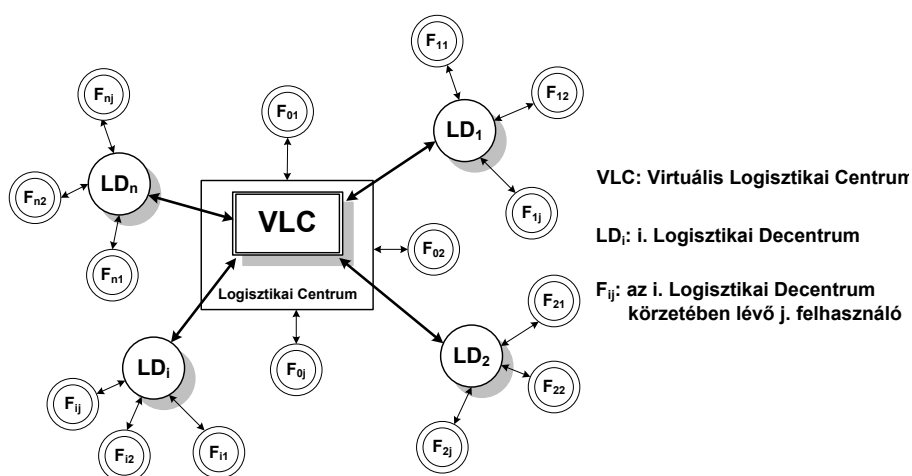 F11
F12
Fnj
F01
LD1
LDn
Fn2
F1j
VLC
F02
Fn1
Logisztikai Centrum
F21
LD2
LDi
F0j
F22
Fij
Fi2
Fi1
F2j
VLC: Virtuális Logisztikai Centrum
LDi: i. Logisztikai Decentrum
Fij: az i. Logisztikai Decentrum
körzetében lévő j. felhasználó